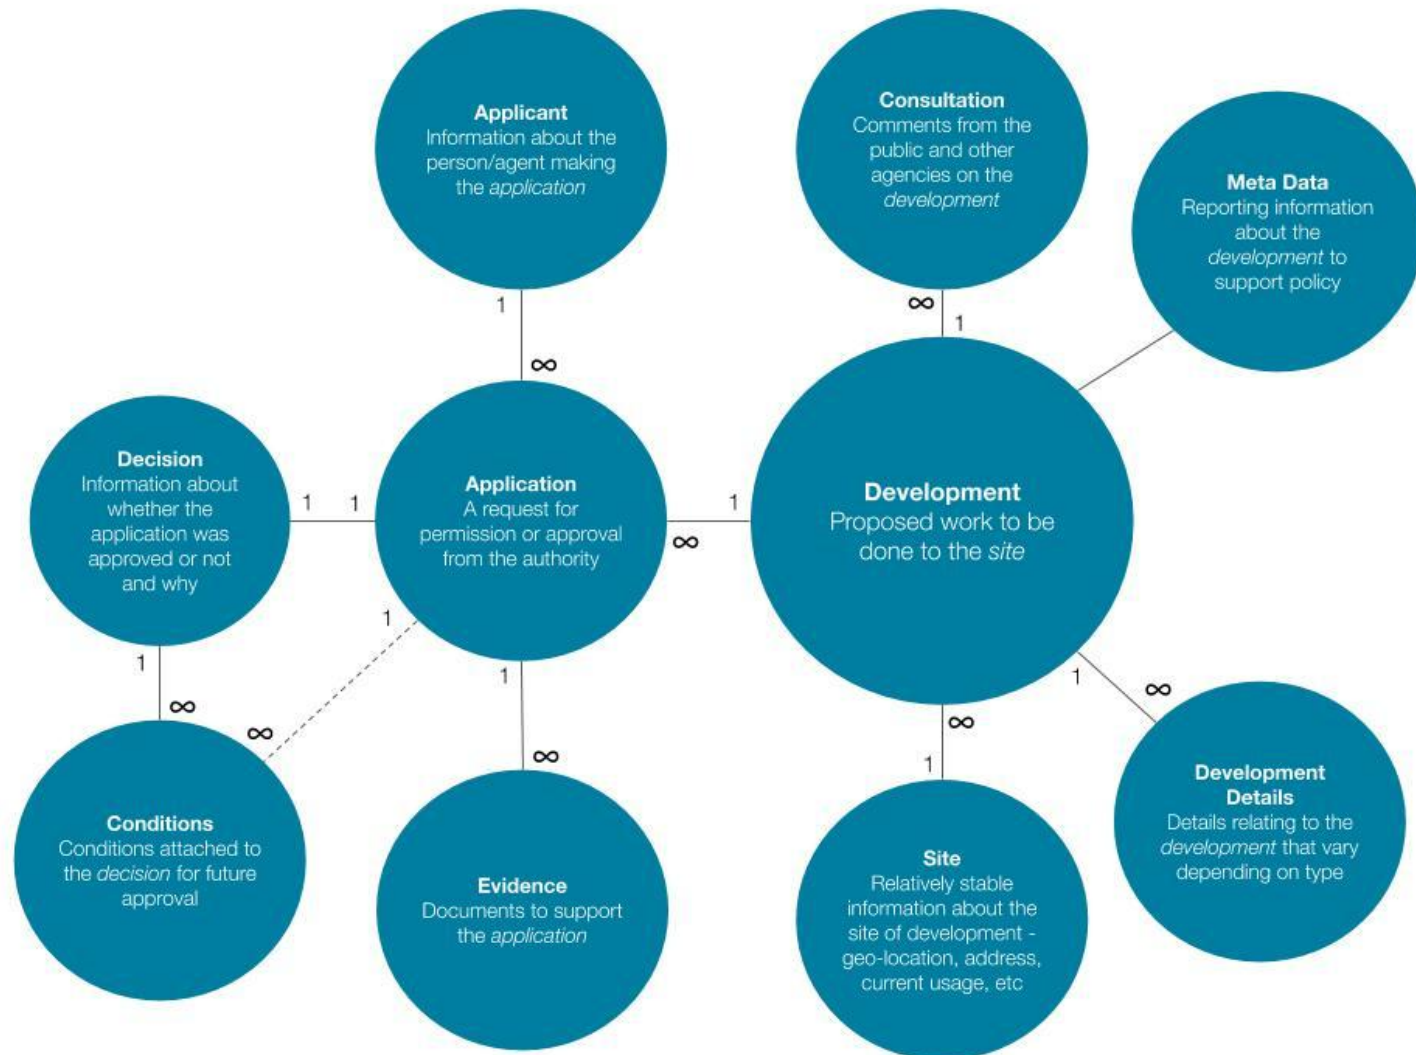 Applicant
Information about the
person/agent making
the application
1
∞
Consultation
Comments from the
public and other
agencies on the
development
∞
1
Meta Data
Reporting information
about the
development to
support policy
Decision
Information about
whether the
application was
approved or not
and why
1
1
Application
A request for
permission or approval
from the authority
∞
1
Development
Proposed work to be
done to the site
1
∞
1
∞
1
∞
Conditions
Conditions attached to
the decision for future
approval
Evidence
Documents to support
the application
∞
1
Site
Relatively stable
information about the
site of development -
geo-location, address,
current usage, etc
1
∞
Development
Details
Details relating to the
development that vary
depending on type